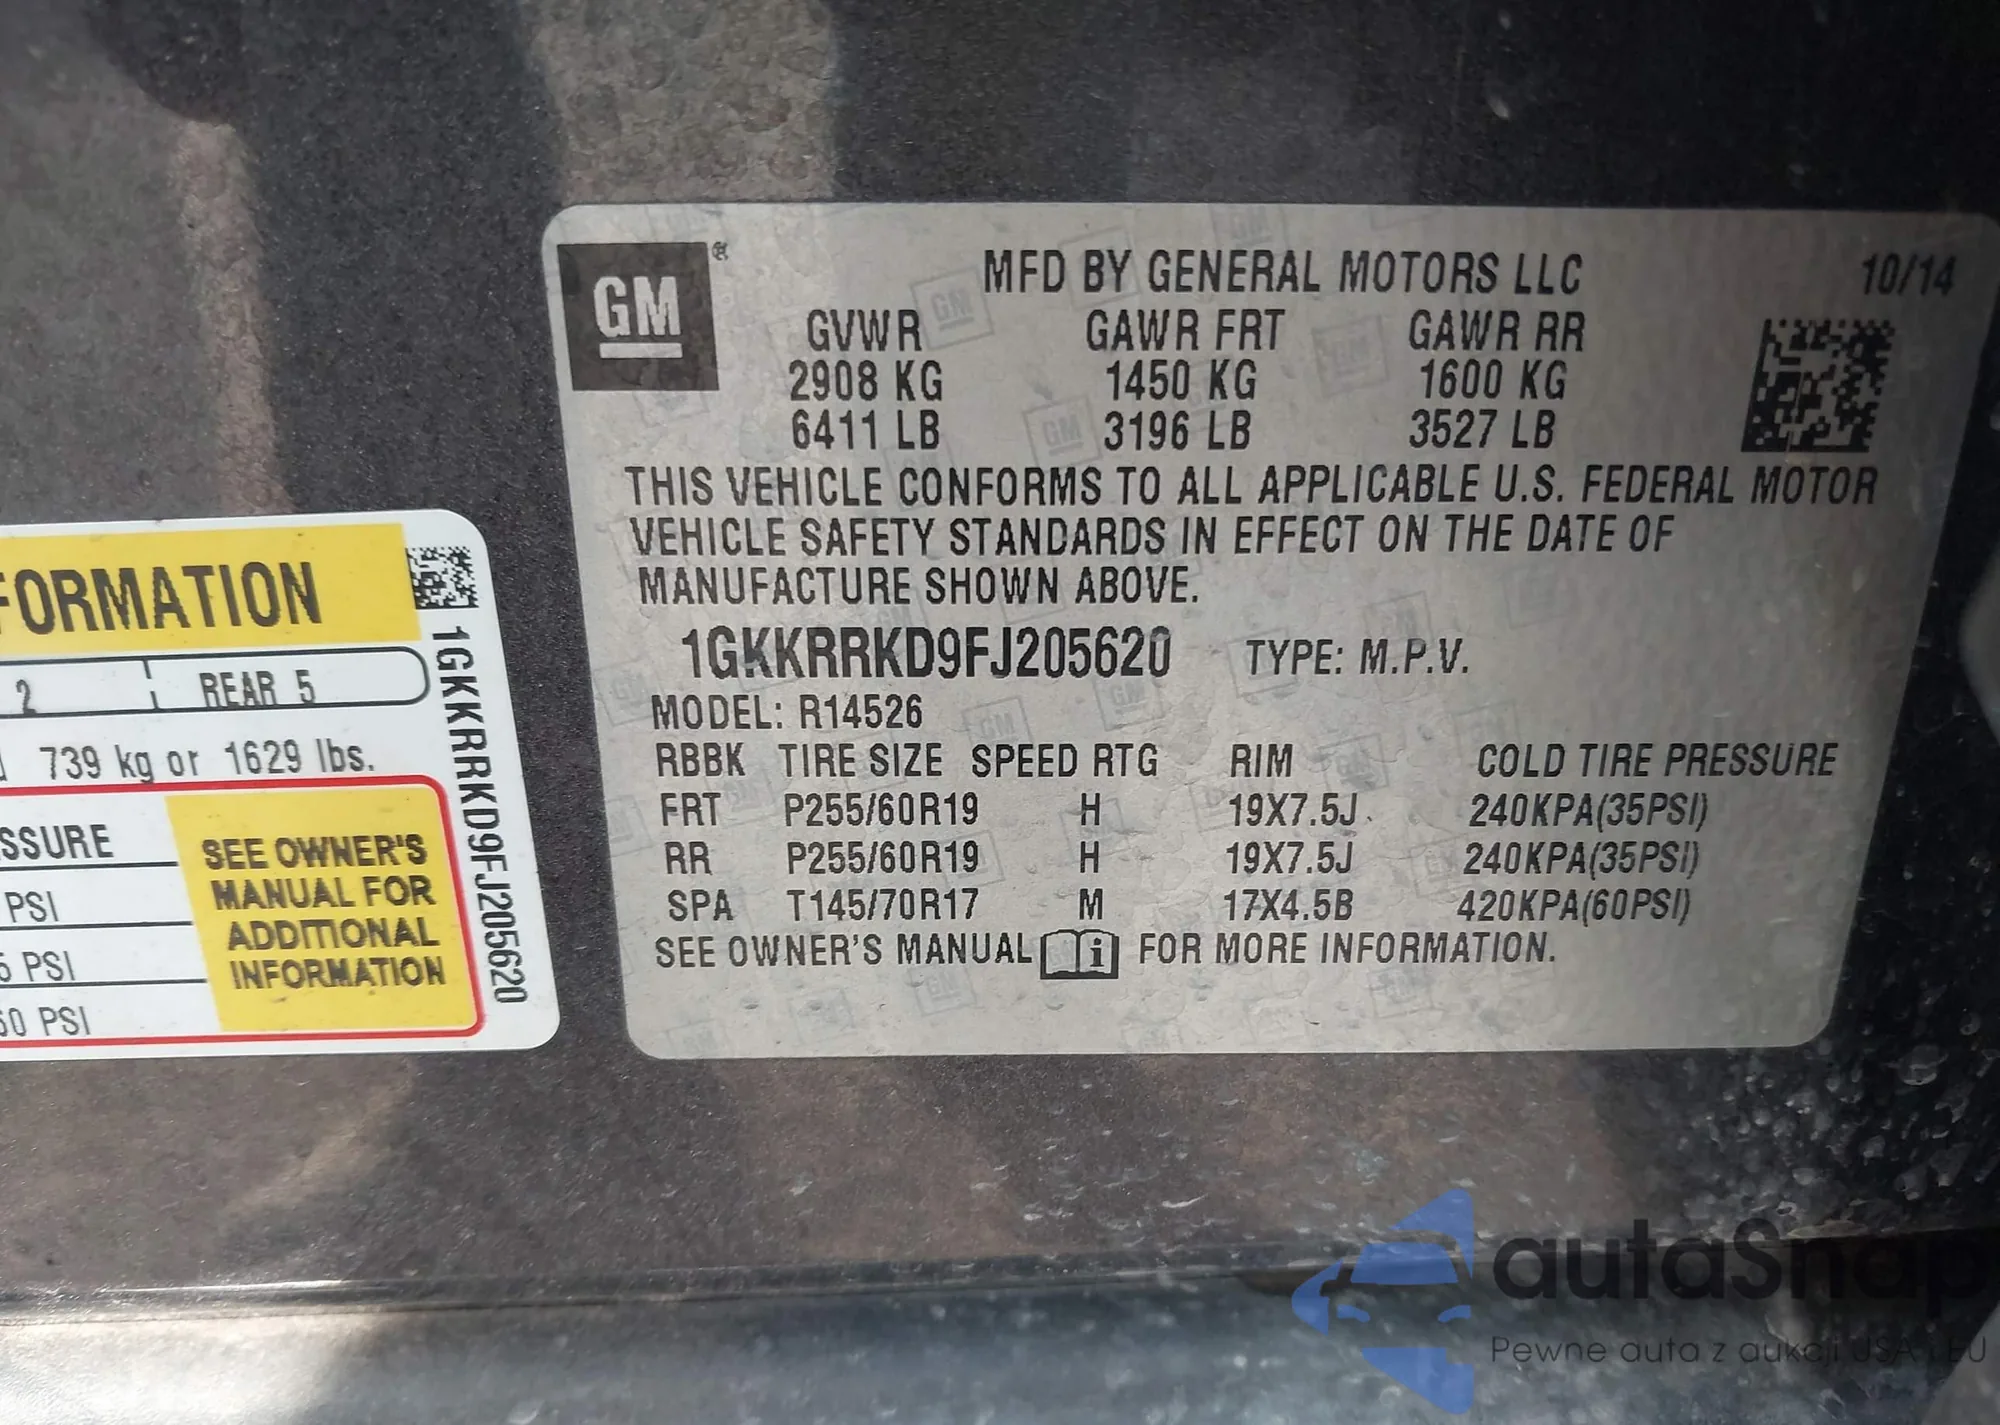 GM ®
MFD BY GENERAL MOTORS LLC 10/14
GVWR GAWR FRT GAWR RR
2908 KG 1450 KG 1600 KG
6411 LB 3196 LB 3527 LB
THIS VEHICLE CONFORMS TO ALL APPLICABLE U.S. FEDERAL MOTOR
VEHICLE SAFETY STANDARDS IN EFFECT ON THE DATE OF
MANUFACTURE SHOWN ABOVE.
1GKKRRKD9FJ205620 TYPE: M.P.V.
MODEL: R14526
RBBK TIRE SIZE SPEED RTG RIM COLD TIRE PRESSURE
FRT P255/60R19 H 19X7.5J 240KPA(35PSI)
RR P255/60R19 H 19X7.5J 240KPA(35PSI)
SPA T145/70R17 M 17X4.5B 420KPA(60PSI)
SEE OWNER'S MANUAL i FOR MORE INFORMATION.
FORMATION
2 REAR 5
739 kg or 1629 lbs.
SSURE
PSI
5 PSI
60 PSI
SEE OWNER'S
MANUAL FOR
ADDITIONAL
INFORMATION
1GKKRRKD9FJ205620
autaSnap
Pewne auta z aukcji USA i EU